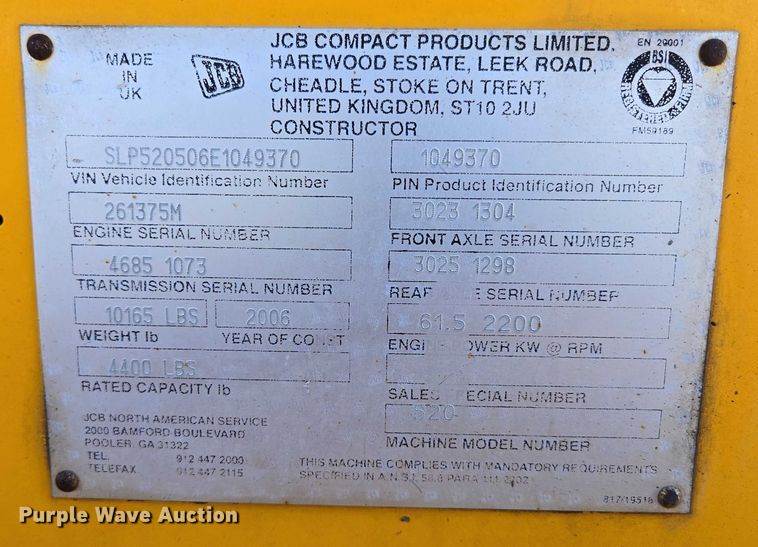 MADE
IN
UK
JCB
JCB COMPACT PRODUCTS LIMITED.
HAREWOOD ESTATE, LEEK ROAD,
CHEADLE, STOKE ON TRENT,
UNITED KINGDOM, ST10 2JU
CONSTRUCTOR
EN 29001
BSI
FM59189
SLP520506E1049370
VIN Vehicle Identification Number
1049370
PIN Product Identification Number
261375M
ENGINE SERIAL NUMBER
3023 1304
FRONT AXLE SERIAL NUMBER
4685 1073
TRANSMISSION SERIAL NUMBER
3025 1298
SERIAL NUMBER
10165 LBS 2006
WEIGHT lb YEAR OF
61.5 2200
KW @ RPM
4400 LBS
RATED CAPACITY lb
NUMBER
520
MACHINE MODEL NUMBER
JCB NORTH AMERICAN SERVICE
2000 BAMFORD BOULEVARD
POOLER, GA 31322
TEL. 912 447 2000
TELEFAX 912 447 2115
THIS MACHINE COMPLIES WITH MANDATORY REQUIREMENTS
SPECIFIED IN A.N.S.I.
817/19518
Purple Wave Auction